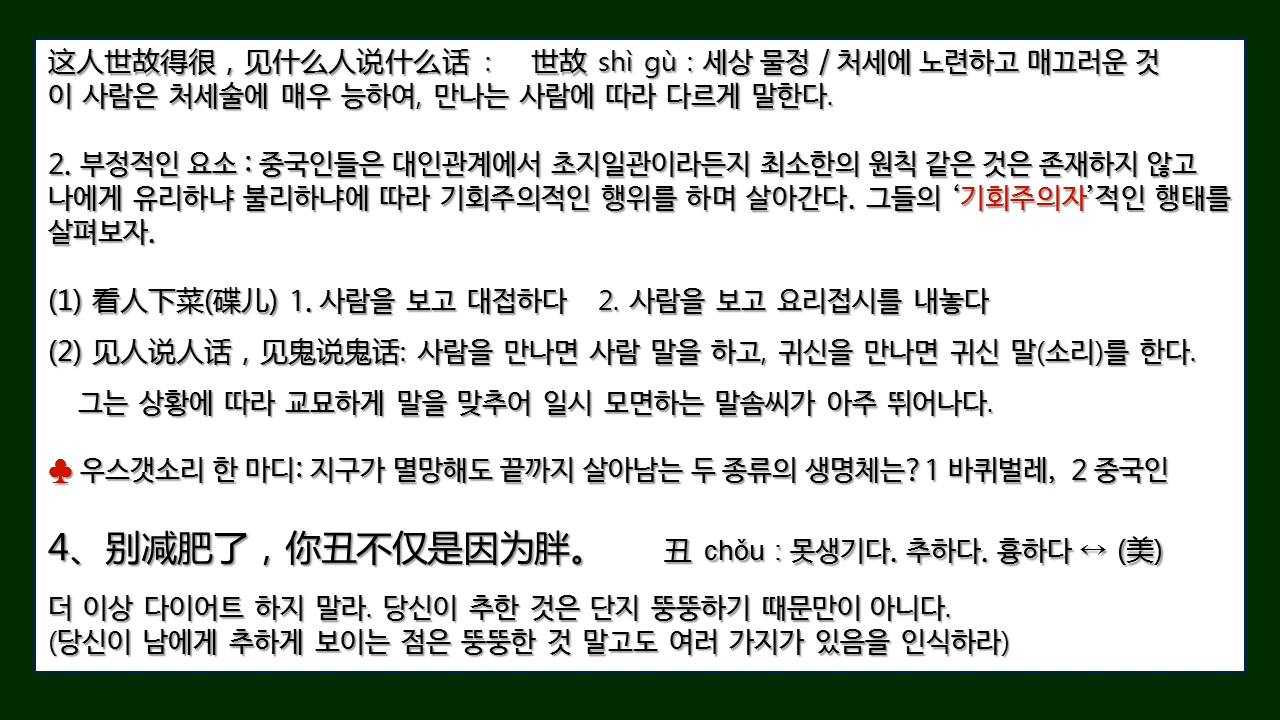 这人世故得很，见什么人说什么话 : 世故 shì gù : 세상 물정 / 처세에 노련하고 매끄러운 것
이 사람은 처세술에 매우 능하여, 만나는 사람에 따라 다르게 말한다.
2. 부정적인 요소 : 중국인들은 대인관계에서 초지일관이라든지 최소한의 원칙 같은 것은 존재하지 않고
나에게 유리하냐 불리하냐에 따라 기회주의적인 행위를 하며 살아간다. 그들의 ‘기회주의자’적인 행태를
살펴보자.
(1) 看人下菜(碟儿) 1. 사람을 보고 대접하다 2. 사람을 보고 요리접시를 내놓다
(2) 见人说人话，见鬼说鬼话: 사람을 만나면 사람 말을 하고, 귀신을 만나면 귀신 말(소리)를 한다.
그는 상황에 따라 교묘하게 말을 맞추어 일시 모면하는 말솜씨가 아주 뛰어나다.
♣ 우스갯소리 한 마디: 지구가 멸망해도 끝까지 살아남는 두 종류의 생명체는? 1 바퀴벌레, 2 중국인
4、别减肥了，你丑不仅是因为胖。 丑 chǒu : 못생기다. 추하다. 흉하다 ↔ (美)
더 이상 다이어트 하지 말라. 당신이 추한 것은 단지 뚱뚱하기 때문만이 아니다.
(당신이 남에게 추하게 보이는 점은 뚱뚱한 것 말고도 여러 가지가 있음을 인식하라)